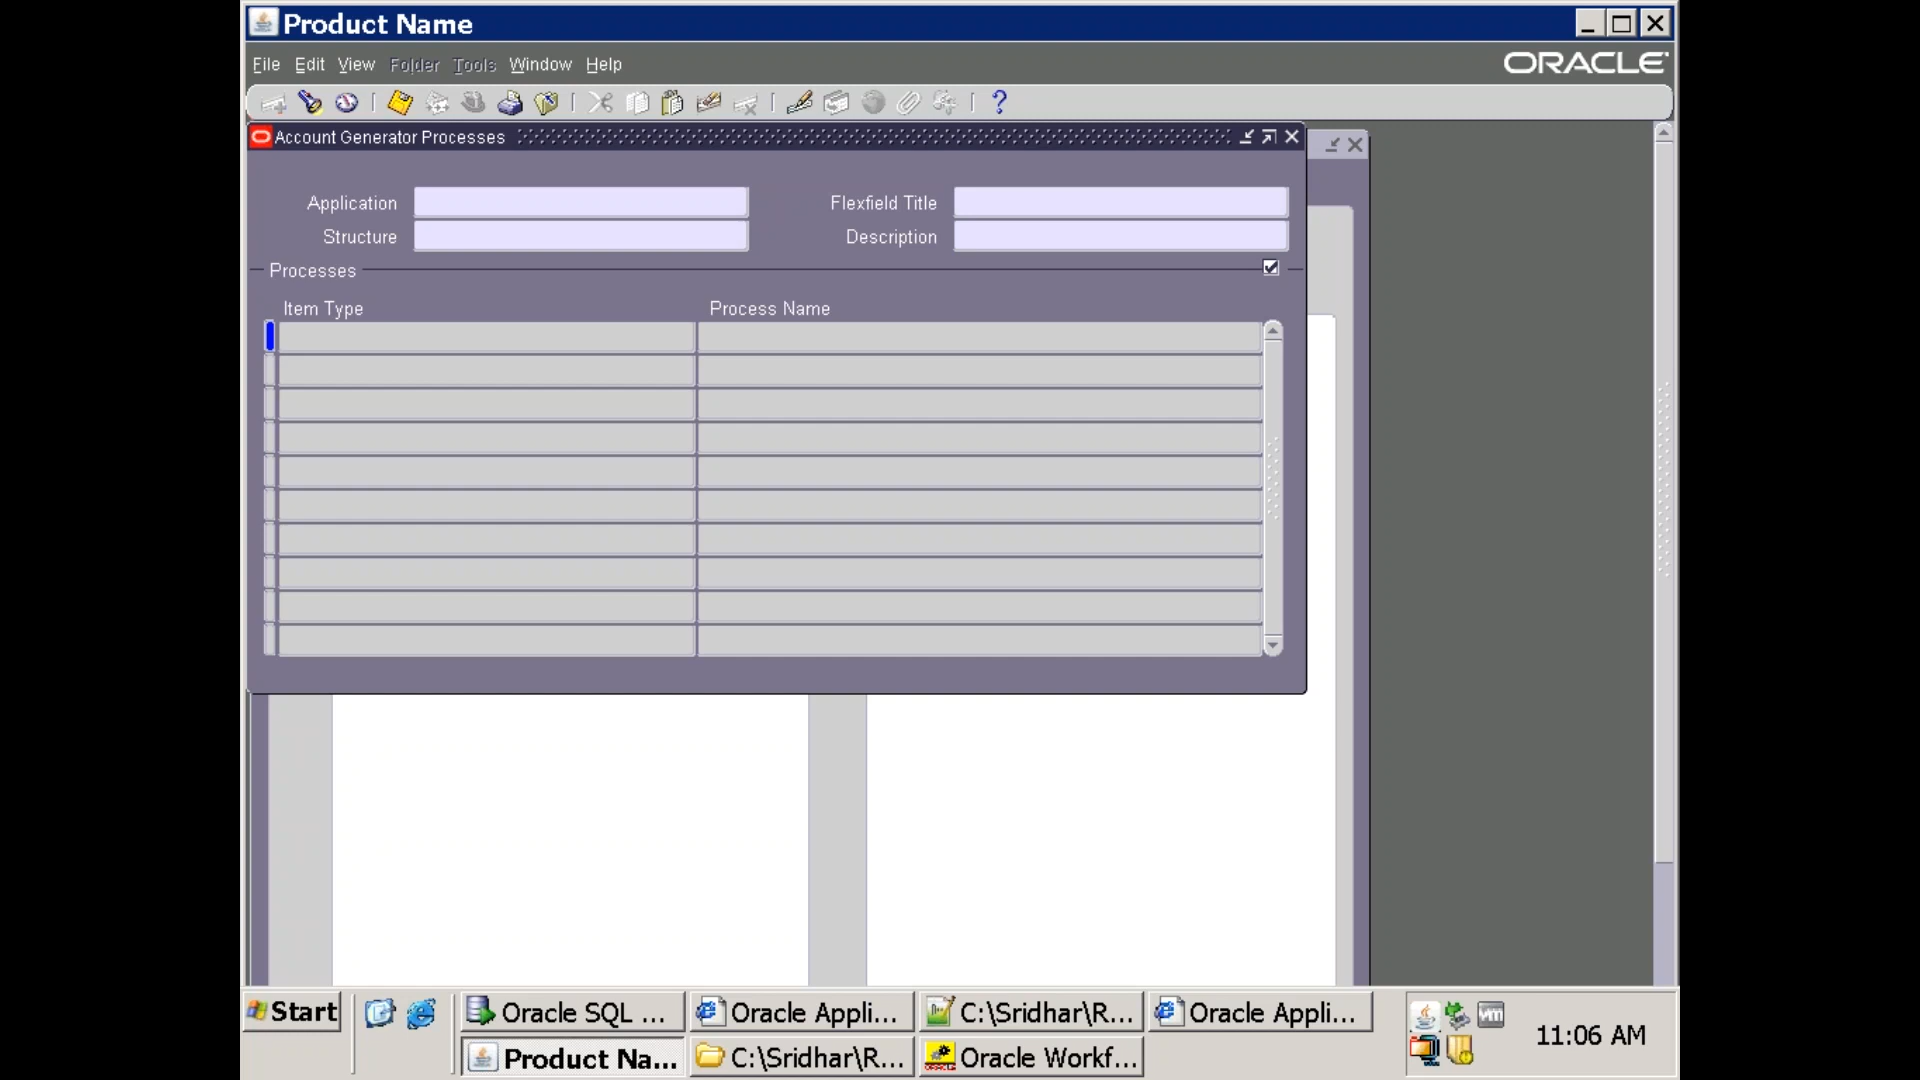 Product Name
File Edit View Folder Tools Window Help
ORACLE
Account Generator Processes
Application
Flexfield Title
Structure
Description
Processes
Item Type
Process Name
Start
Oracle SQL ...
Oracle Appli...
C:\Sridhar\R...
Oracle Appli...
11:06 AM
Product Na...
C:\Sridhar\R...
Oracle Workf...